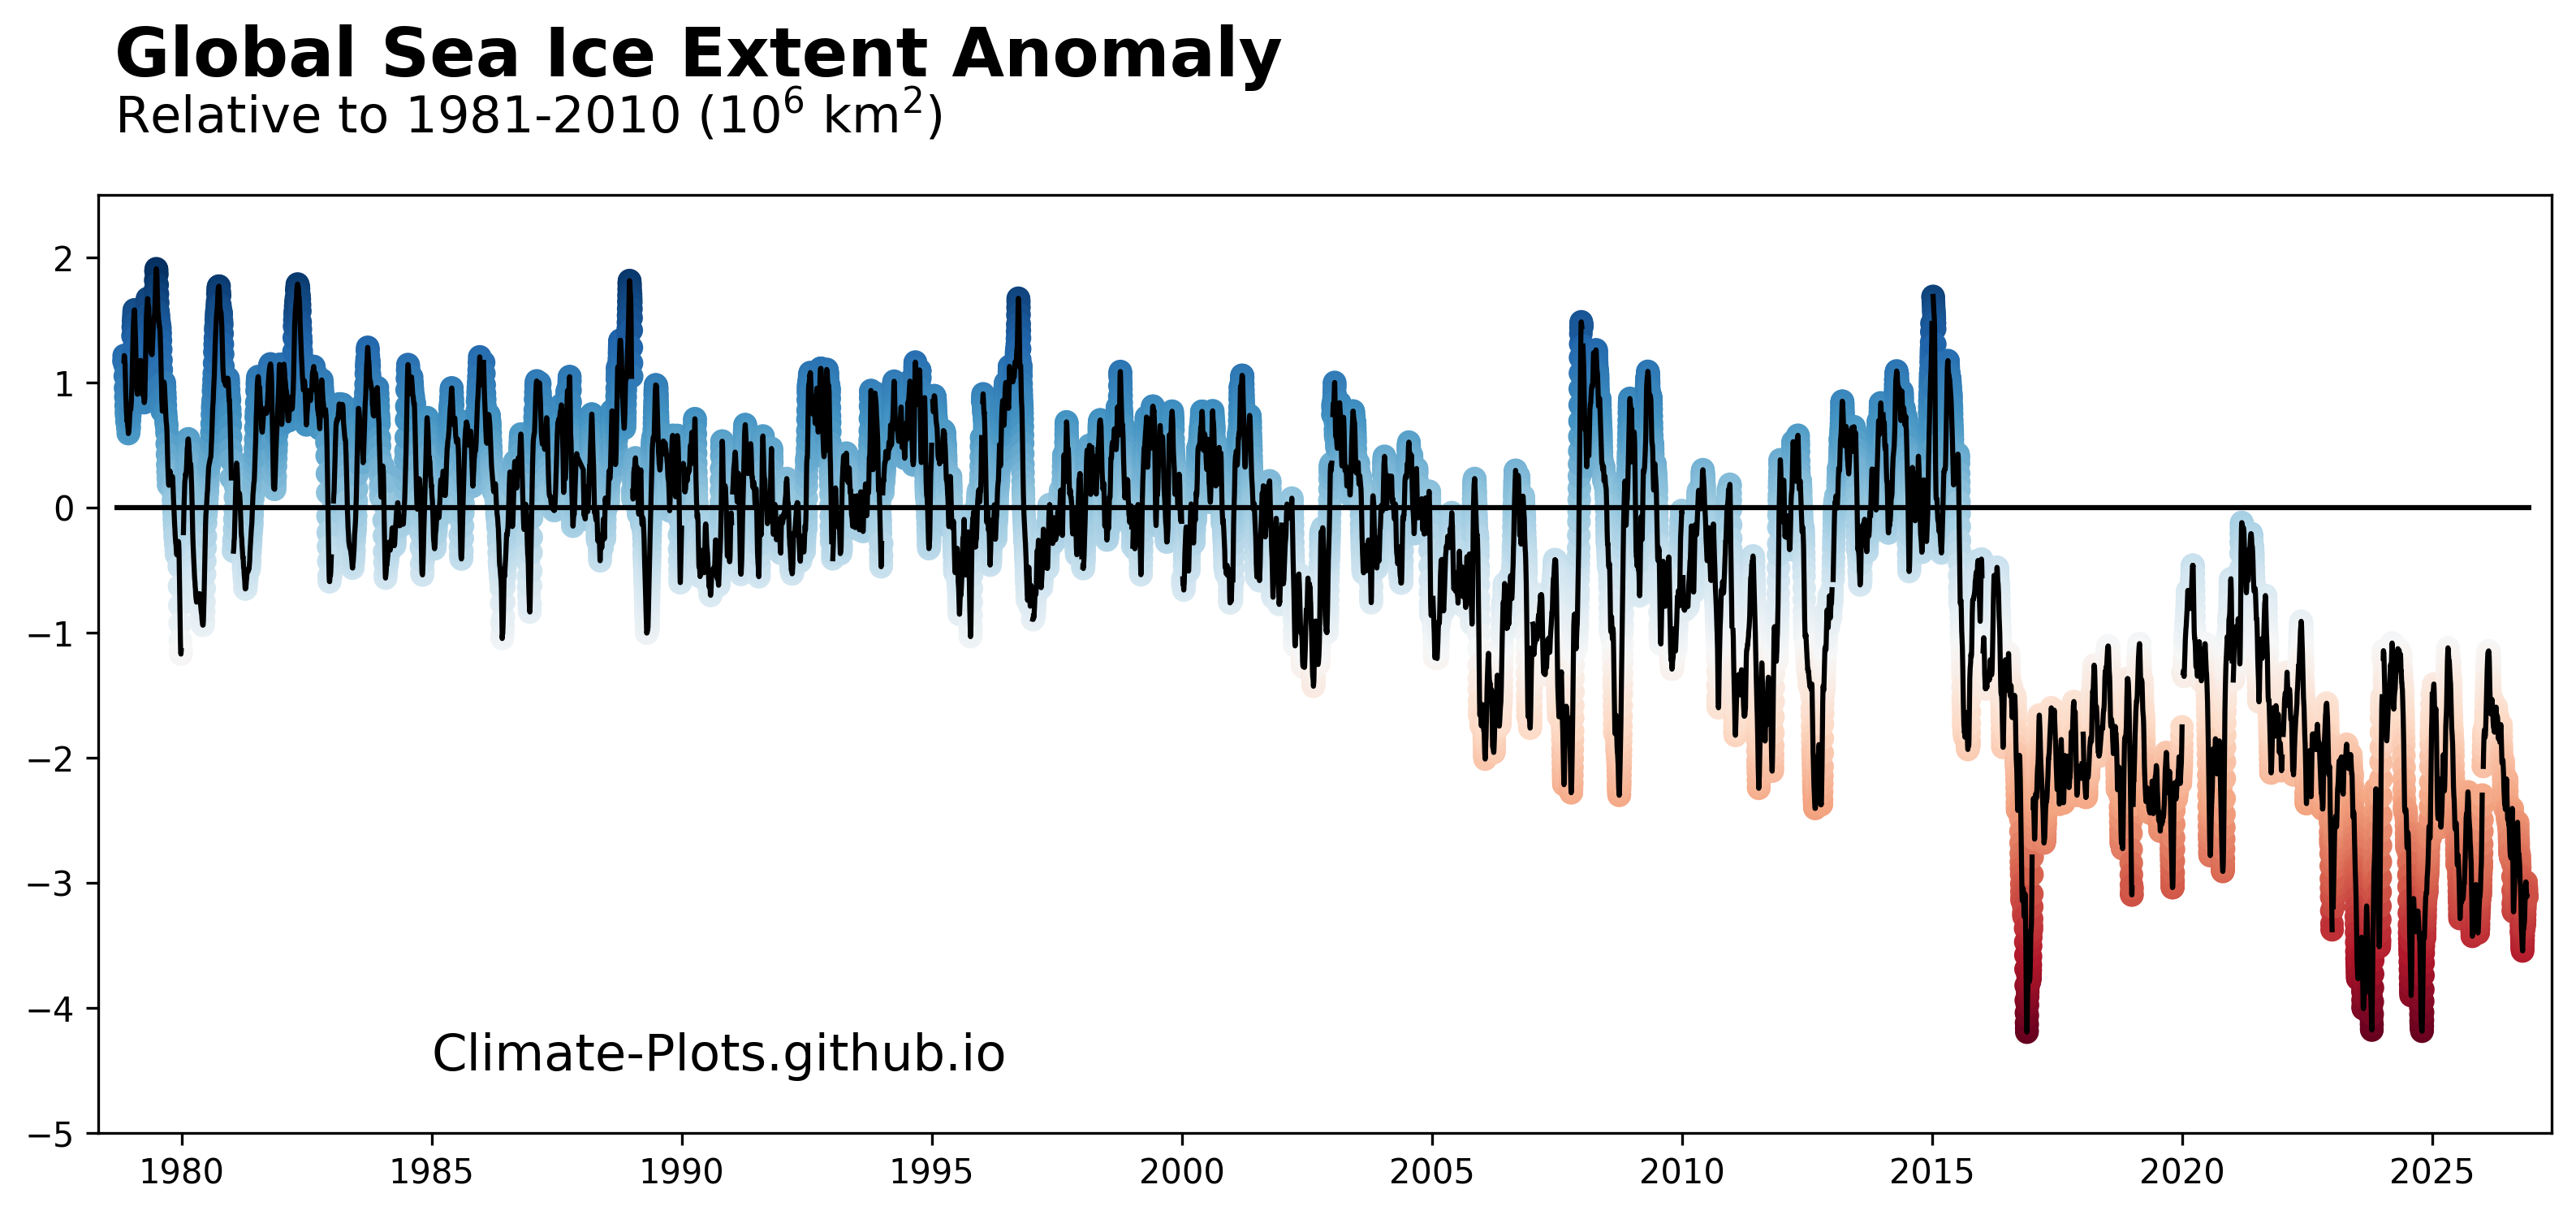 Global Sea Ice Extent Anomaly
Relative to 1981-2010 (10⁶ km²)
2
1
0
−1
−2
−3
−4
−5
Climate-Plots.github.io
1980 1985 1990 1995 2000 2005 2010 2015 2020 2025